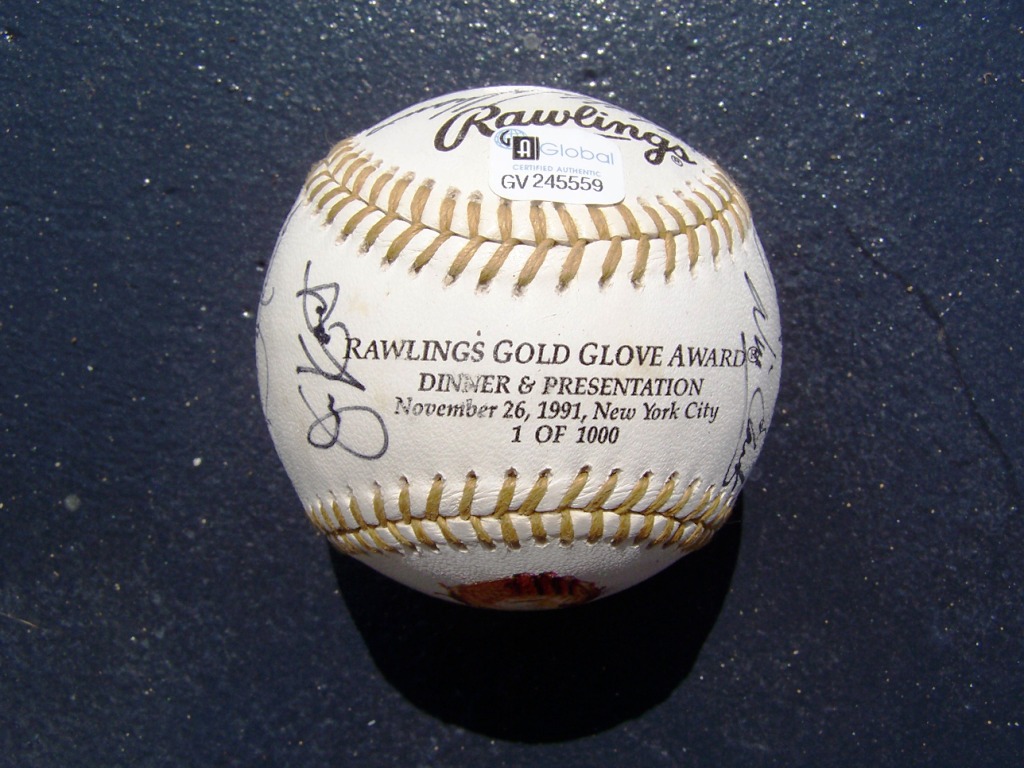 Rawlings®
GA Global
CERTIFIED AUTHENTIC
GV 245559
RAWLINGS GOLD GLOVE AWARD®
DINNER & PRESENTATION
November 26, 1991, New York City
1 OF 1000